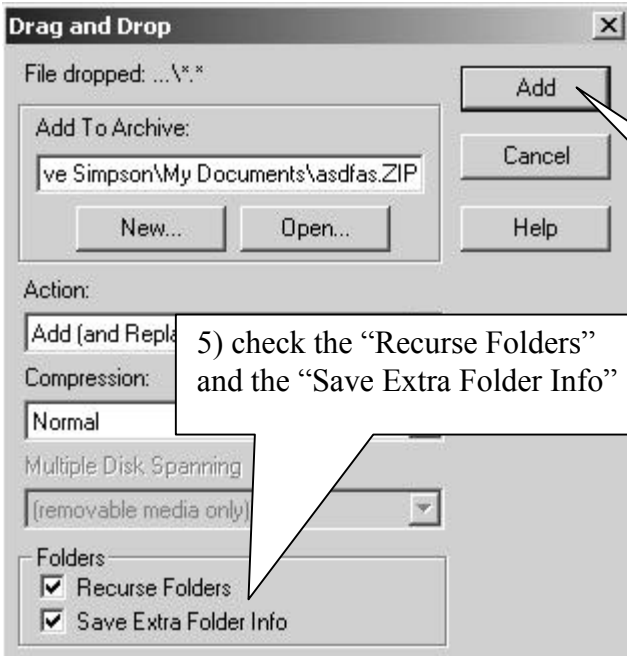 Drag and Drop
File dropped: ...\*.*
Add
Add To Archive:
ve Simpson\My Documents\asdfas.ZIP
Cancel
New...
Open...
Help
Action:
Add (and Repla
5) check the “Recurse Folders”
and the “Save Extra Folder Info”
Compression:
Normal
Multiple Disk Spanning
(removable media only)
Folders
Recurse Folders
Save Extra Folder Info